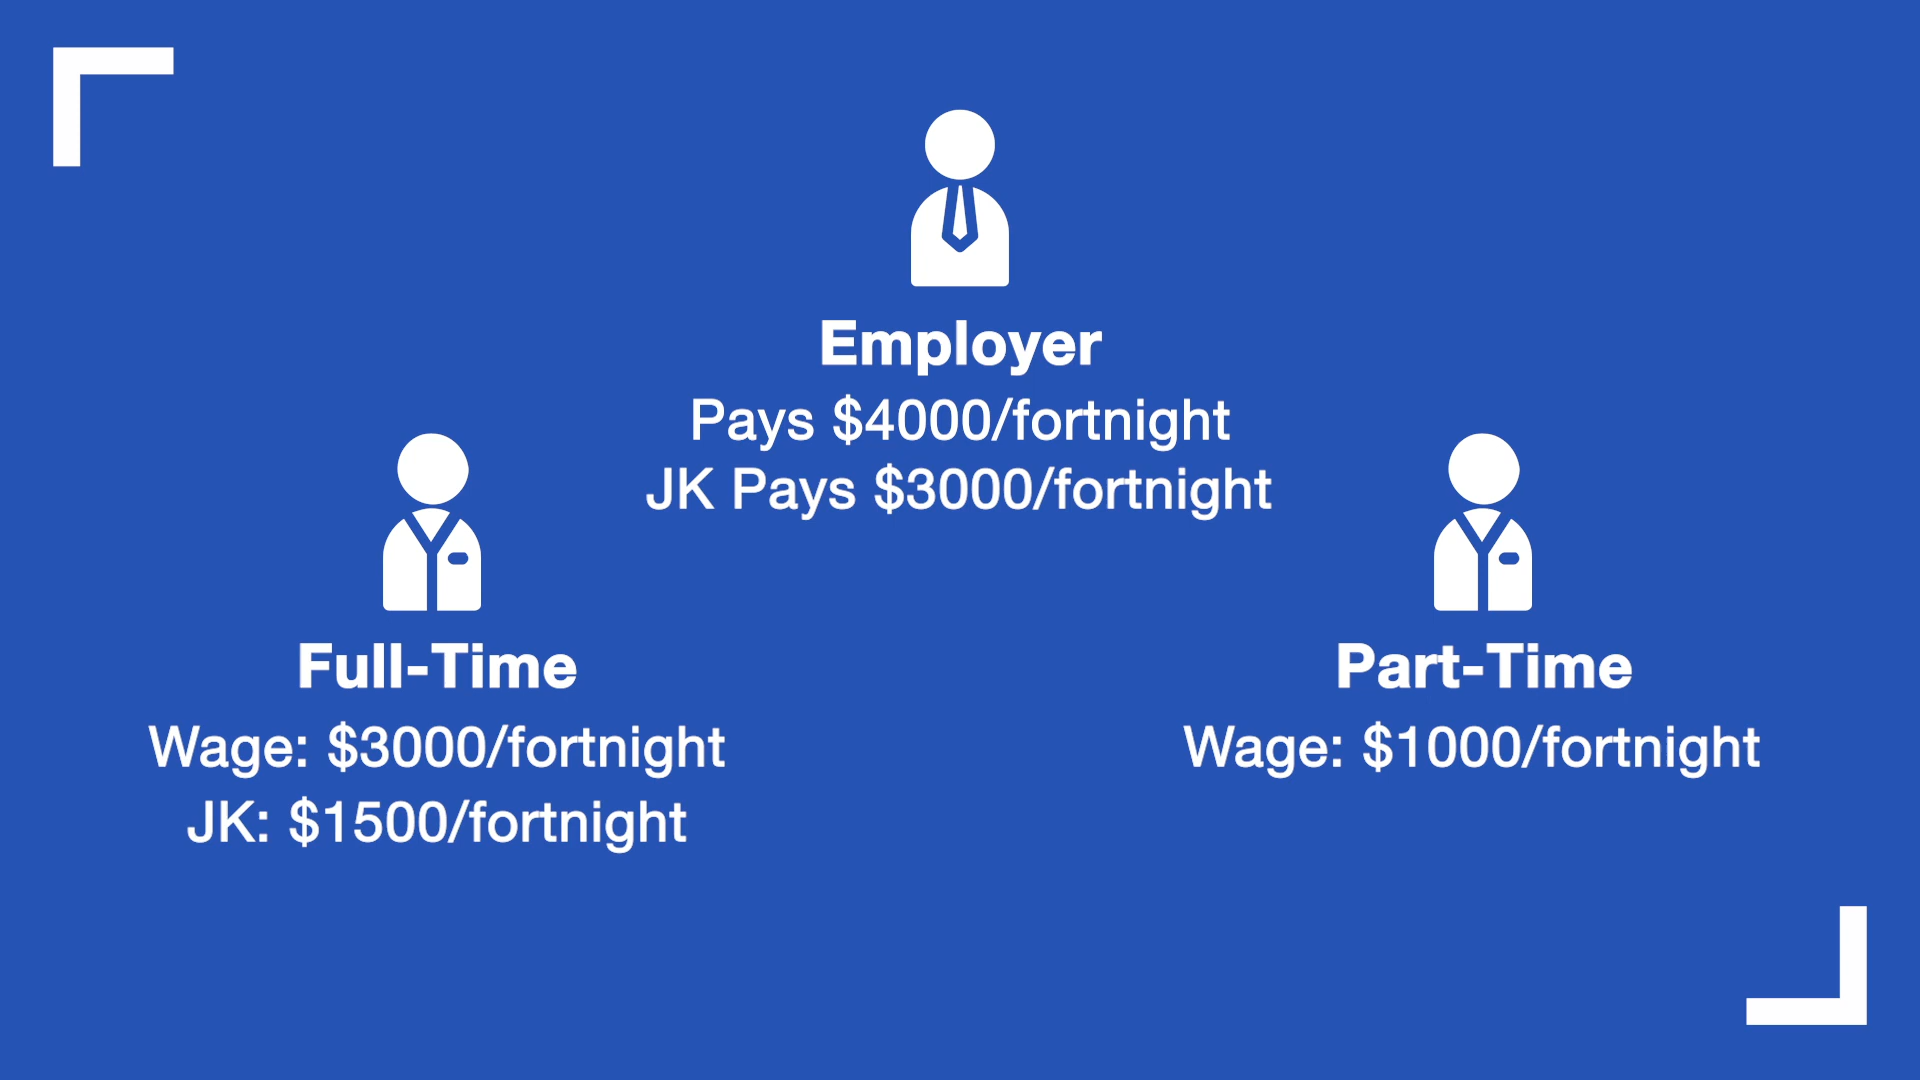 Employer
Pays $4000/fortnight
JK Pays $3000/fortnight
Full-Time
Wage: $3000/fortnight
JK: $1500/fortnight
Part-Time
Wage: $1000/fortnight